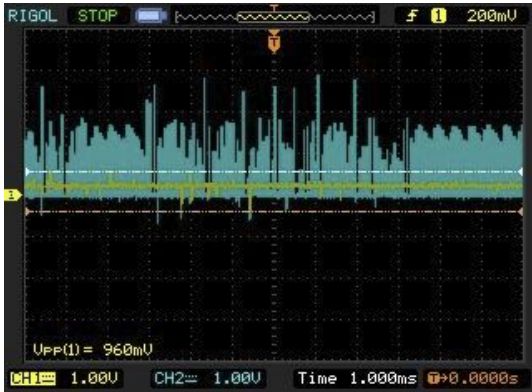 RIGOL STOP T 1 200mV
T
1
VPP(1)= 960mV
CH1 1.00V CH2 1.00V Time 1.000ms T→0.0000s